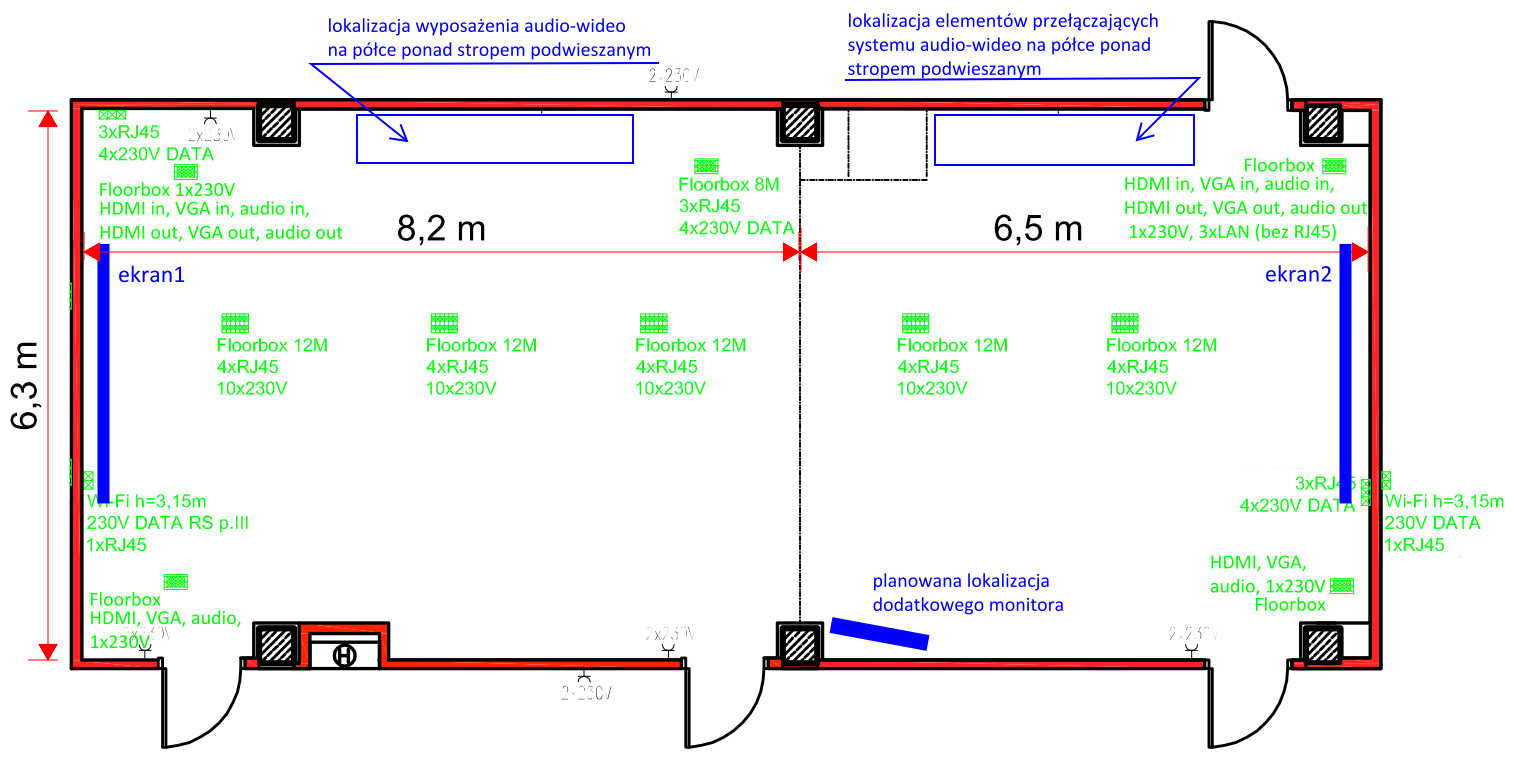 lokalizacja wyposażenia audio-wideo
na półce ponad stropem podwieszanym
lokalizacja elementów przełączających
systemu audio-wideo na półce ponad
stropem podwieszanym
2x230V
3xRJ45
4x230V DATA
2x230V
Floorbox 1x230V
HDMI in, VGA in, audio in,
HDMI out, VGA out, audio out
Floorbox 8M
3xRJ45
4x230V DATA
Floorbox
HDMI in, VGA in, audio in,
HDMI out, VGA out, audio out
1x230V, 3xLAN (bez RJ45)
8,2 m
6,5 m
6,3 m
ekran1
ekran2
Floorbox 12M
4xRJ45
10x230V
Floorbox 12M
4xRJ45
10x230V
Floorbox 12M
4xRJ45
10x230V
Floorbox 12M
4xRJ45
10x230V
Floorbox 12M
4xRJ45
10x230V
Wi-Fi h=3,15m
230V DATA RS p.III
1xRJ45
3xRJ45
4x230V DATA
Wi-Fi h=3,15m
230V DATA
1xRJ45
Floorbox
HDMI, VGA, audio,
1x230V
2x230V
planowana lokalizacja
dodatkowego monitora
HDMI, VGA,
audio, 1x230V
Floorbox
2x230V
2x230V
H
2x230V